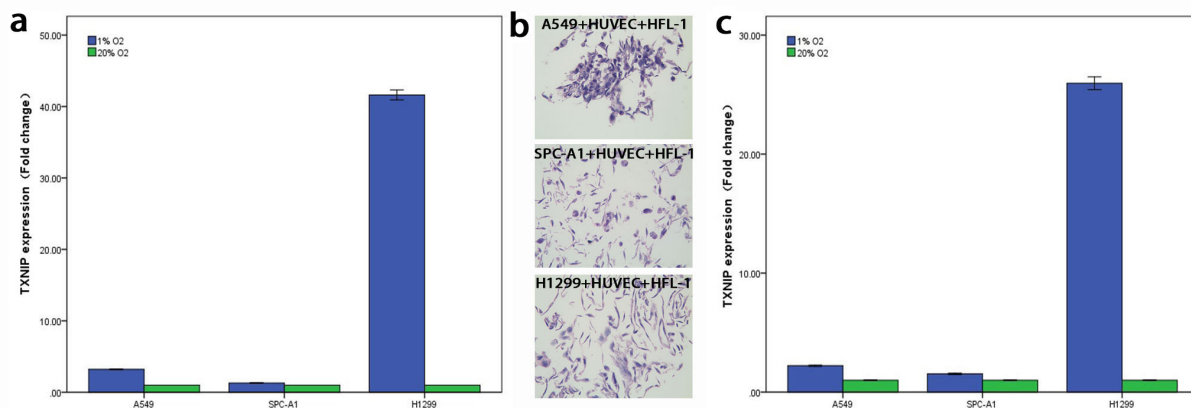 a
50.00
40.00
30.00
20.00
10.00
.00
TXNIP expression (Fold change)
1% O2
20% O2
A549
SPC-A1
H1299
b
A549+HUVEC+HFL-1
SPC-A1+HUVEC+HFL-1
H1299+HUVEC+HFL-1
c
30.00
20.00
10.00
.00
TXNIP expression (Fold change)
1% O2
20% O2
A549
SPC-A1
H1299